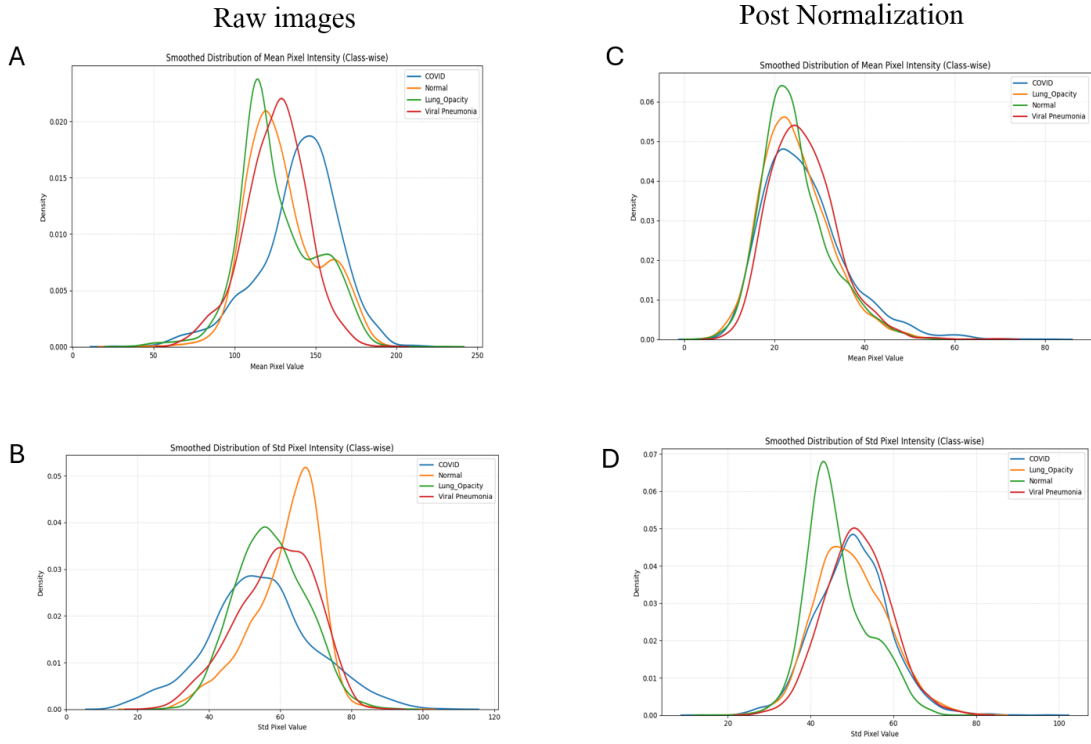 Raw images
Post Normalization
A
Smoothed Distribution of Mean Pixel Intensity (Class-wise)
COVID
Normal
Lung_Opacity
Viral Pneumonia
Density
0.020
0.015
0.010
0.005
0.000
0 50 100 150 200 250
Mean Pixel Value
C
Smoothed Distribution of Mean Pixel Intensity (Class-wise)
COVID
Lung_Opacity
Normal
Viral Pneumonia
Density
0.06
0.05
0.04
0.03
0.02
0.01
0.00
0 20 40 60 80
Mean Pixel Value
B
Smoothed Distribution of Std Pixel Intensity (Class-wise)
COVID
Normal
Lung_Opacity
Viral Pneumonia
Density
0.05
0.04
0.03
0.02
0.01
0.00
0 20 40 60 80 100 120
Std Pixel Value
D
Smoothed Distribution of Std Pixel Intensity (Class-wise)
COVID
Lung_Opacity
Normal
Viral Pneumonia
Density
0.07
0.06
0.05
0.04
0.03
0.02
0.01
0.00
20 40 60 80 100
Std Pixel Value